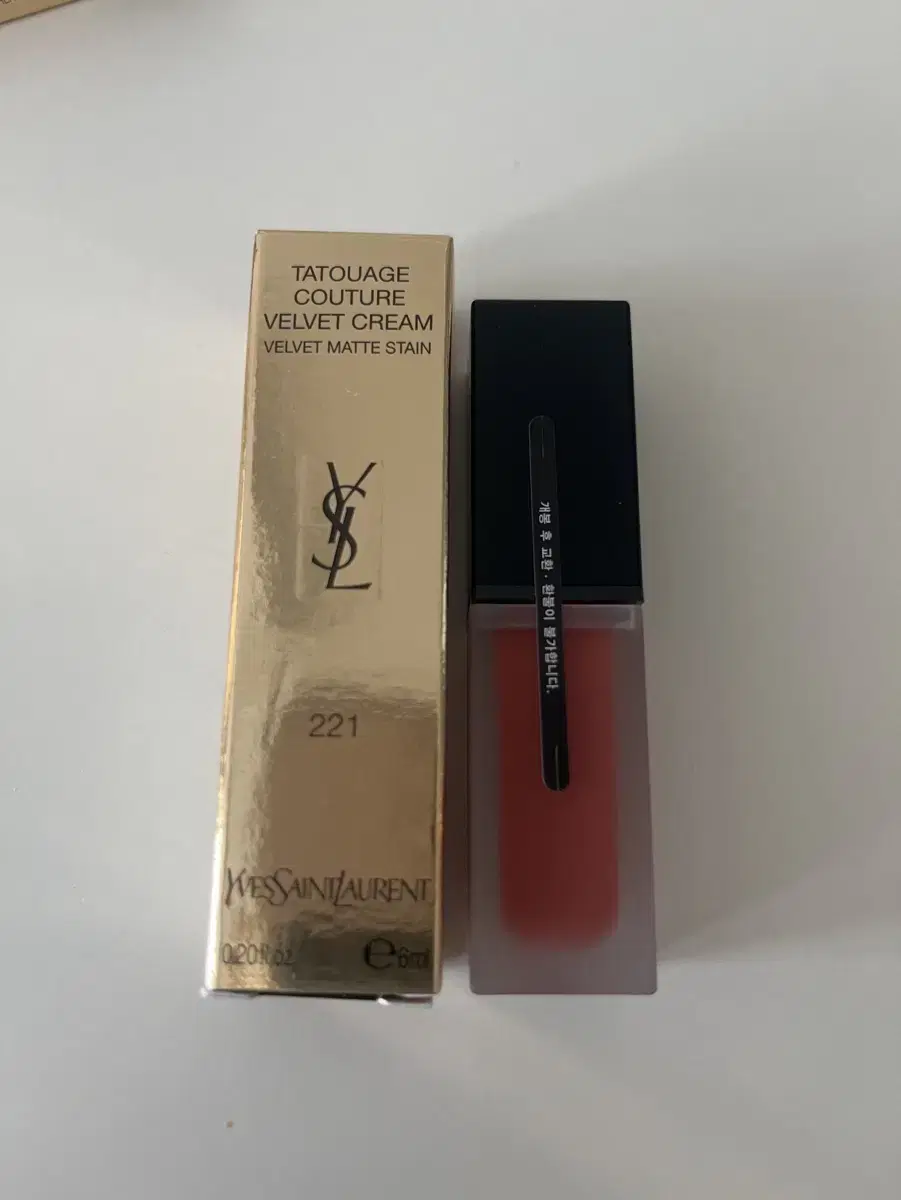 TATOUAGE
COUTURE
VELVET CREAM
VELVET MATTE STAIN
YSL
221
YVESSAINTLAURENT
0.20 fl.oz ℮ 6ml
개봉 후 교환 · 환불이 불가합니다.